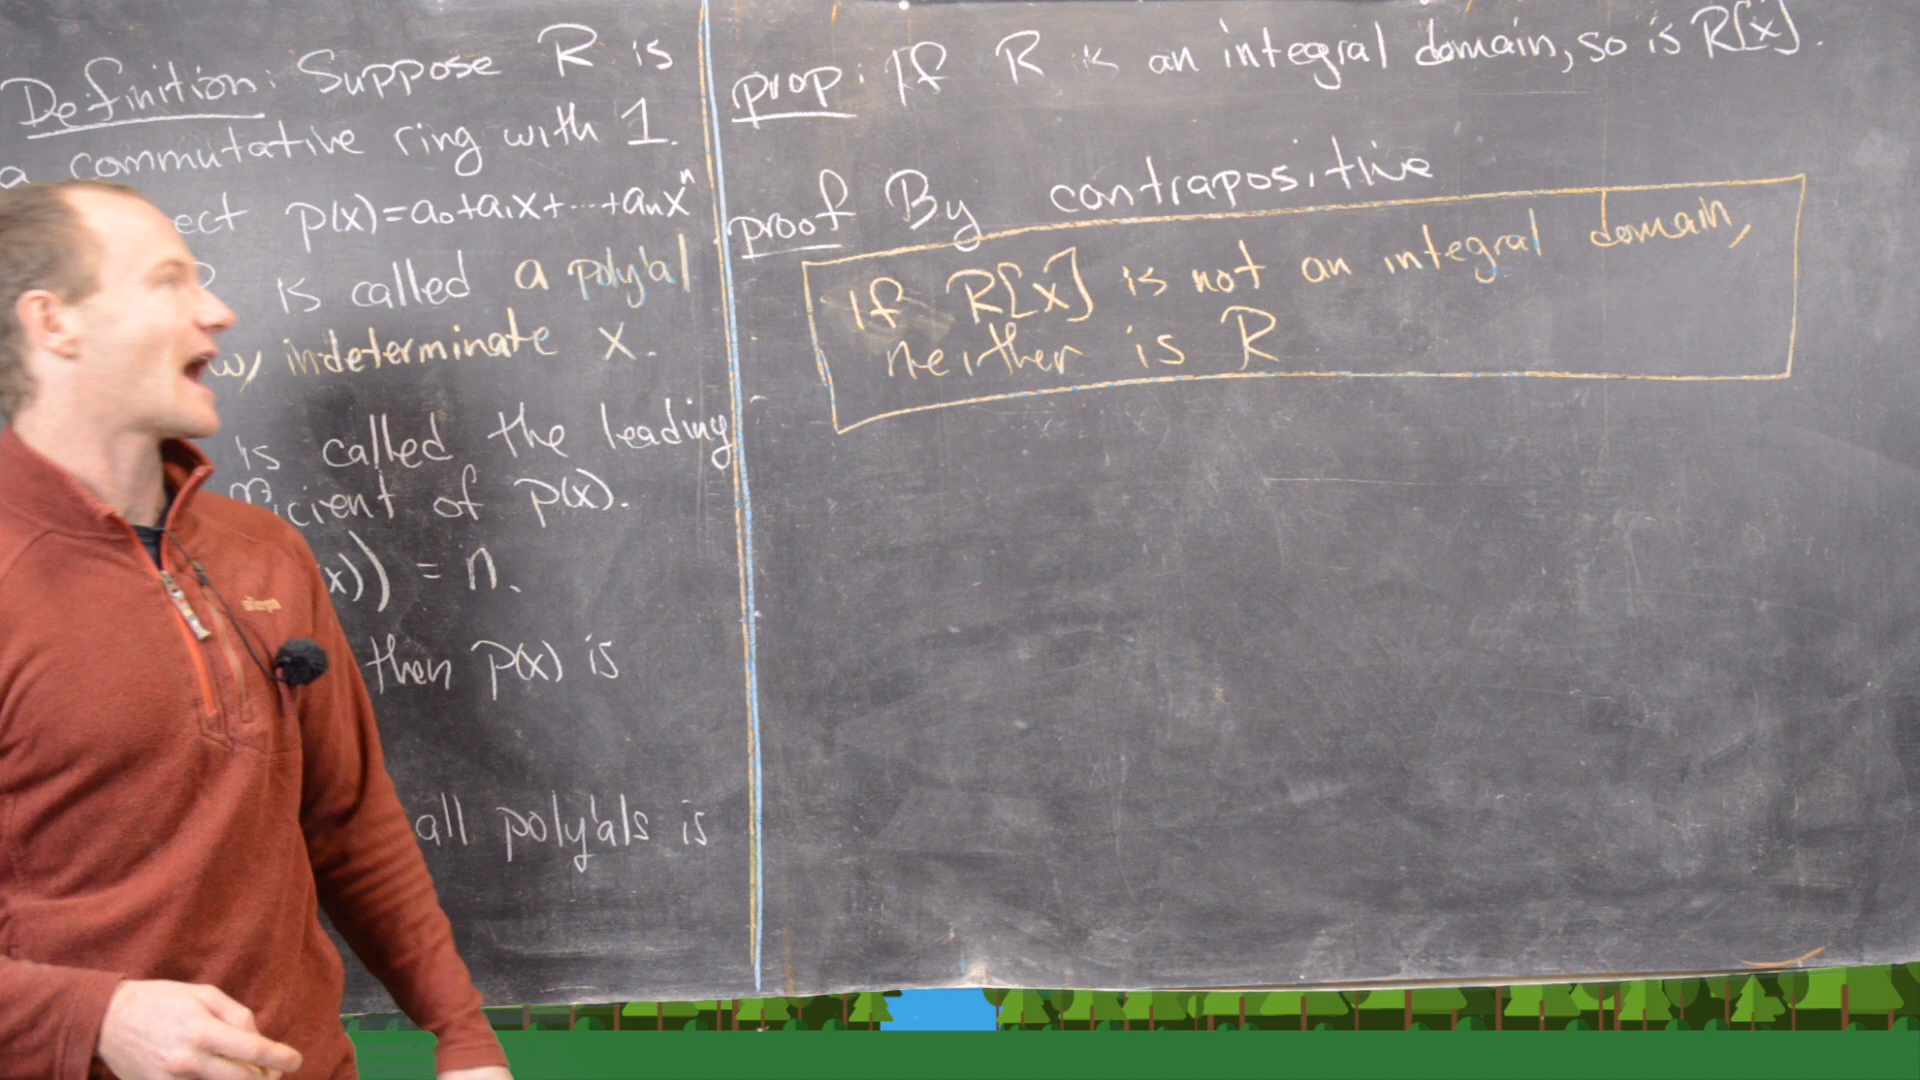 Definition: Suppose R is
a commutative ring with 1.
ect p(x)=a₀+a₁x+···+aₙxⁿ
is called a poly'al
w/ indeterminate x.
is called the leading
icient of p(x).
x)) = n.
then p(x) is
all poly'als is
prop: If R is an integral domain, so is R[x].
proof By contrapositive
If R[x] is not an integral domain,
neither is R